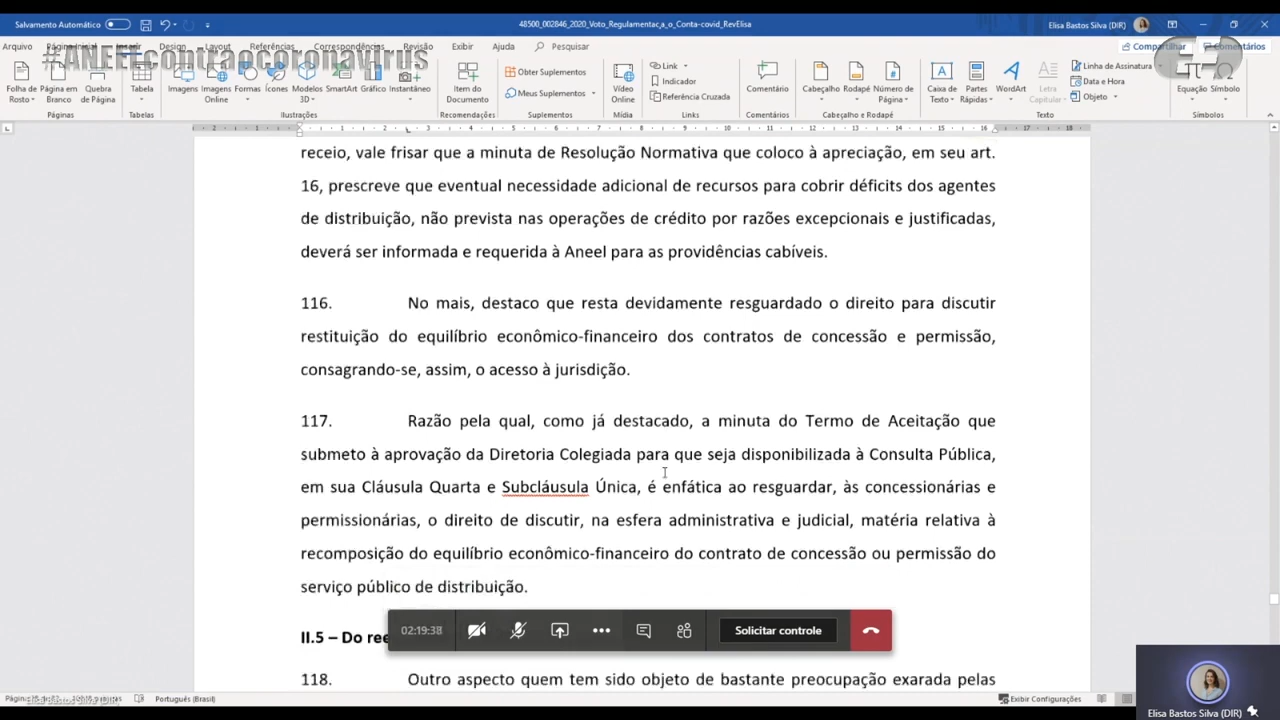 Salvamento Automático
48500_002846_2020_Voto_Regulamentac,a_o_Conta-covid_RevElisa
Elisa Bastos Silva (DIR)
#ANEELcontraocoronavirus
Arquivo Página Inicial Inserir Design Layout Referências Correspondências Revisão Exibir Ajuda Pesquisar
Compartilhar Comentários
Folha de Rosto Página em Branco Quebra de Página
Páginas
Tabela
Tabelas
Imagens Imagens Online Formas Ícones Modelos 3D SmartArt Gráfico Instantâneo
Ilustrações
Item do Documento
Recomendações
Obter Suplementos
Meus Suplementos
Suplementos
Vídeo Online
Mídia
Link
Indicador
Referência Cruzada
Links
Comentário
Comentários
Cabeçalho Rodapé Número de Página
Cabeçalho e Rodapé
Caixa de Texto Partes Rápidas WordArt Letra Capitular
Linha de Assinatura
Data e Hora
Objeto
Texto
Equação Símbolo
Símbolos
receio, vale frisar que a minuta de Resolução Normativa que coloco à apreciação, em seu art.
16, prescreve que eventual necessidade adicional de recursos para cobrir déficits dos agentes
de distribuição, não prevista nas operações de crédito por razões excepcionais e justificadas,
deverá ser informada e requerida à Aneel para as providências cabíveis.
116. No mais, destaco que resta devidamente resguardado o direito para discutir
restituição do equilíbrio econômico-financeiro dos contratos de concessão e permissão,
consagrando-se, assim, o acesso à jurisdição.
117. Razão pela qual, como já destacado, a minuta do Termo de Aceitação que
submeto à aprovação da Diretoria Colegiada para que seja disponibilizada à Consulta Pública,
em sua Cláusula Quarta e Subcláusula Única, é enfática ao resguardar, às concessionárias e
permissionárias, o direito de discutir, na esfera administrativa e judicial, matéria relativa à
recomposição do equilíbrio econômico-financeiro do contrato de concessão ou permissão do
serviço público de distribuição.
II.5 – Do
02:19:38
Solicitar controle
118. Outro aspecto quem tem sido objeto de bastante preocupação exarada pelas
Português (Brasil)
Exibir Configurações
Elisa Bastos Silva (DIR)
Elisa Bastos Silva (DIR)